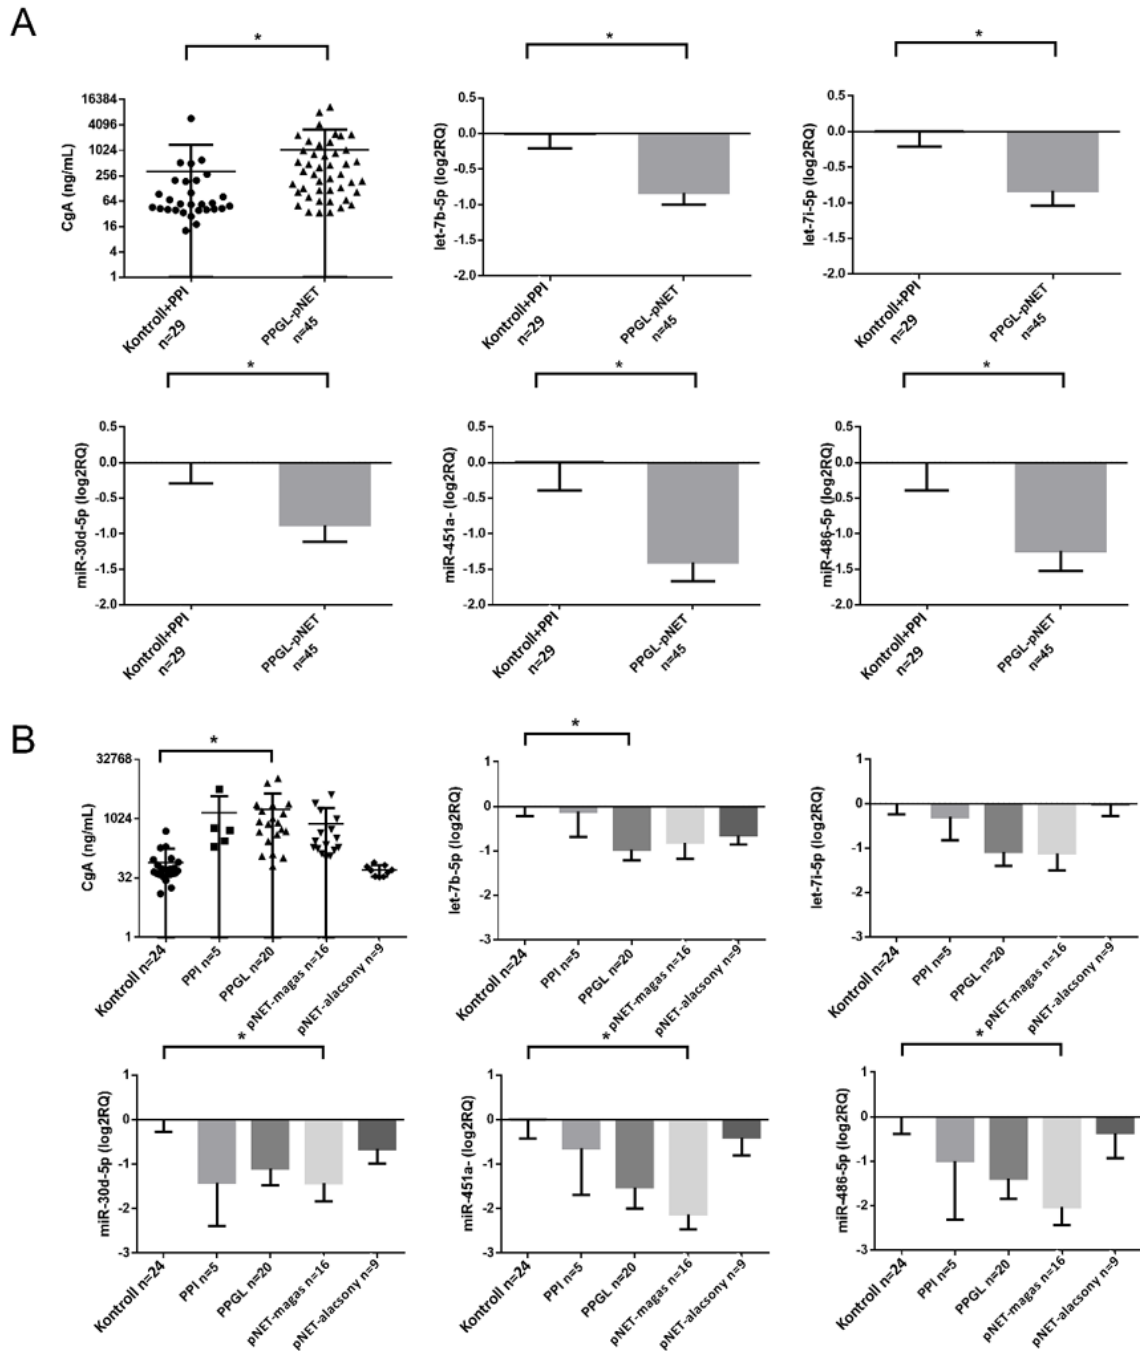 A
*
CgA (ng/mL)
16384
4096
1024
256
64
16
4
1
Kontroll+PPI
n=29
PPGL-pNET
n=45
*
let-7b-5p (log2RQ)
0.5
0.0
-0.5
-1.0
-1.5
-2.0
Kontroll+PPI
n=29
PPGL-pNET
n=45
*
let-7i-5p (log2RQ)
0.5
0.0
-0.5
-1.0
-1.5
-2.0
Kontroll+PPI
n=29
PPGL-pNET
n=45
*
miR-30d-5p (log2RQ)
0.5
0.0
-0.5
-1.0
-1.5
-2.0
Kontroll+PPI
n=29
PPGL-pNET
n=45
*
miR-451a- (log2RQ)
0.5
0.0
-0.5
-1.0
-1.5
-2.0
Kontroll+PPI
n=29
PPGL-pNET
n=45
*
miR-486-5p (log2RQ)
0.5
0.0
-0.5
-1.0
-1.5
-2.0
Kontroll+PPI
n=29
PPGL-pNET
n=45
B
*
CgA (ng/mL)
32768
1024
32
1
Kontroll n=24
PPI n=5
PPGL n=20
pNET-magas n=16
pNET-alacsony n=9
*
let-7b-5p (log2RQ)
1
0
-1
-2
-3
Kontroll n=24
PPI n=5
PPGL n=20
pNET-magas n=16
pNET-alacsony n=9
let-7i-5p (log2RQ)
1
0
-1
-2
-3
Kontroll n=24
PPI n=5
PPGL n=20
pNET-magas n=16
pNET-alacsony n=9
*
miR-30d-5p (log2RQ)
1
0
-1
-2
-3
Kontroll n=24
PPI n=5
PPGL n=20
pNET-magas n=16
pNET-alacsony n=9
*
miR-451a- (log2RQ)
1
0
-1
-2
-3
Kontroll n=24
PPI n=5
PPGL n=20
pNET-magas n=16
pNET-alacsony n=9
*
miR-486-5p (log2RQ)
1
0
-1
-2
-3
Kontroll n=24
PPI n=5
PPGL n=20
pNET-magas n=16
pNET-alacsony n=9